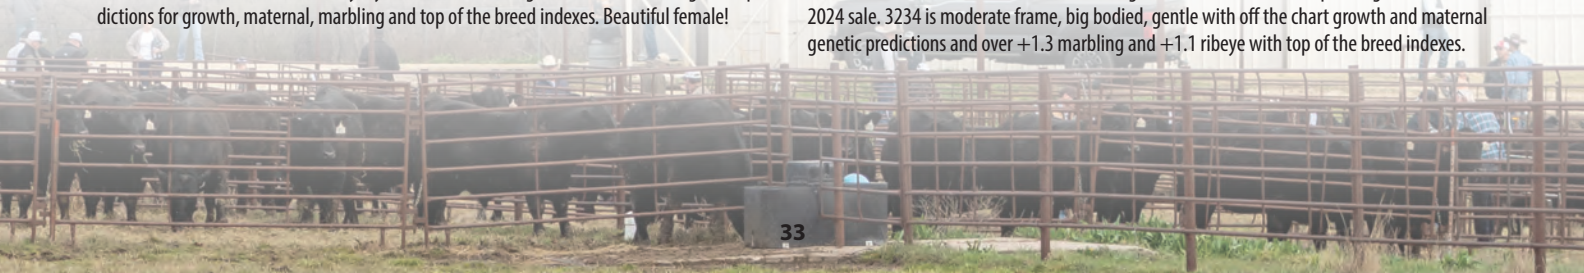 dictions for growth, maternal, marbling and top of the breed indexes. Beautiful female!
2024 sale. 3234 is moderate frame, big bodied, gentle with off the chart growth and maternal
genetic predictions and over +1.3 marbling and +1.1 ribeye with top of the breed indexes.
33